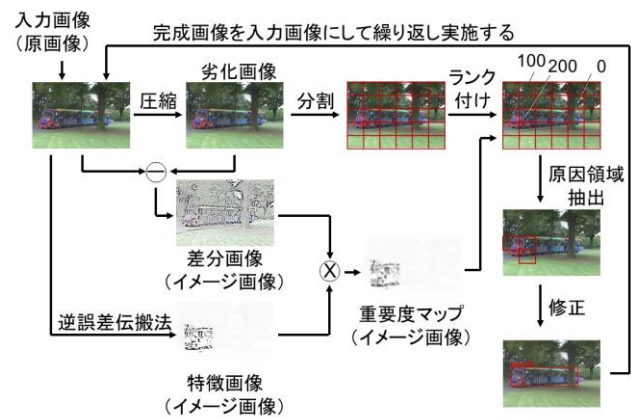 入力画像
(原画像)
完成画像を入力画像にして繰り返し実施する
劣化画像
圧縮
分割
ランク
付け
100
200
0
原因領域
抽出
差分画像
(イメージ画像)
逆誤差伝搬法
重要度マップ
(イメージ画像)
修正
特徴画像
(イメージ画像)